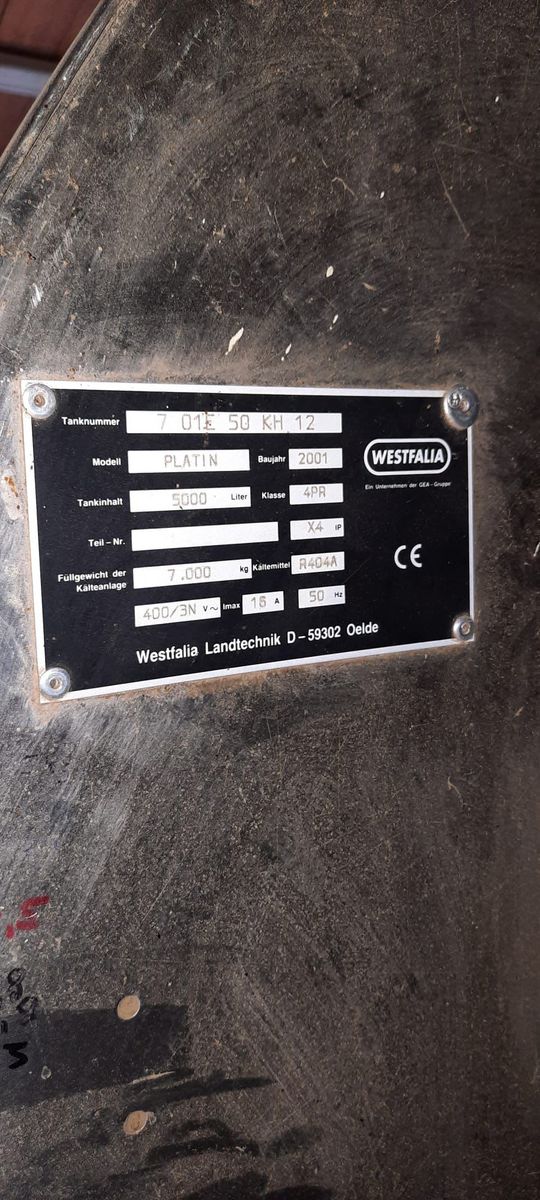 Tanknummer 7 01E 50 KH 12
Modell PLATIN Baujahr 2001
WESTFALIA
Ein Unternehmen der GEA-Gruppe
Tankinhalt 5000 Liter Klasse 4PR
Teil-Nr. X4 IP
Füllgewicht der Kälteanlage 7.000 kg Kältemittel R404A
CE
400/3N V~ Imax 16 A 50 Hz
Westfalia Landtechnik D-59302 Oelde